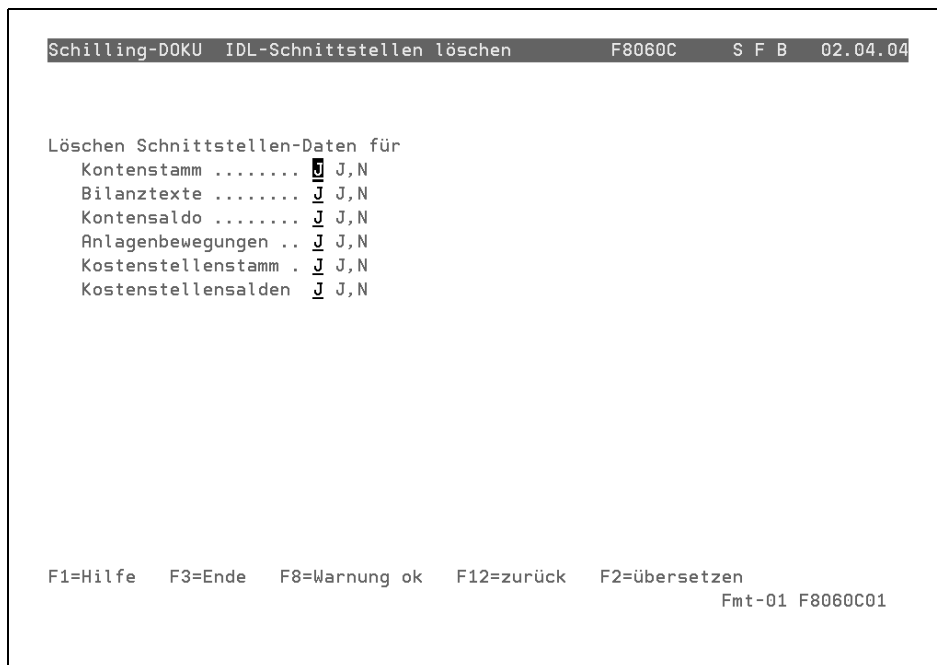 Schilling-DOKU IDL-Schnittstellen löschen F8060C S F B 02.04.04
Löschen Schnittstellen-Daten für
Kontenstamm ........ J J,N
Bilanztexte ........ J J,N
Kontensaldo ........ J J,N
Anlagenbewegungen .. J J,N
Kostenstellenstamm . J J,N
Kostenstellensalden J J,N
F1=Hilfe F3=Ende F8=Warnung ok F12=zurück F2=übersetzen
Fmt-01 F8060C01